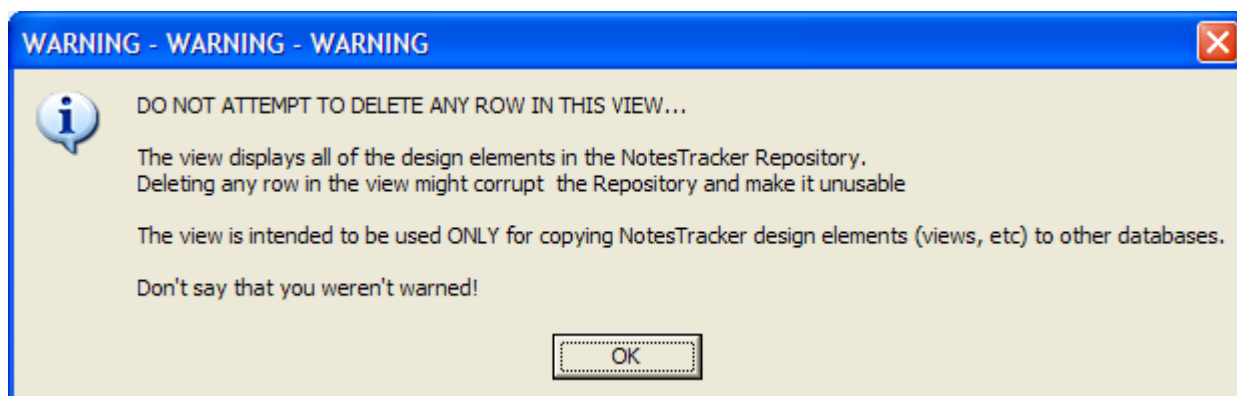 WARNING - WARNING - WARNING
DO NOT ATTEMPT TO DELETE ANY ROW IN THIS VIEW...
The view displays all of the design elements in the NotesTracker Repository.
Deleting any row in the view might corrupt  the Repository and make it unusable
The view is intended to be used ONLY for copying NotesTracker design elements (views, etc) to other databases.
Don't say that you weren't warned!
OK